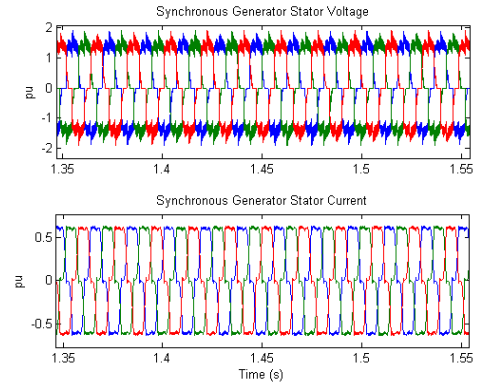 Synchronous Generator Stator Voltage
2
1
0
-1
-2
pu
1.35 1.4 1.45 1.5 1.55
Synchronous Generator Stator Current
0.5
0
-0.5
pu
1.35 1.4 1.45 1.5 1.55
Time (s)